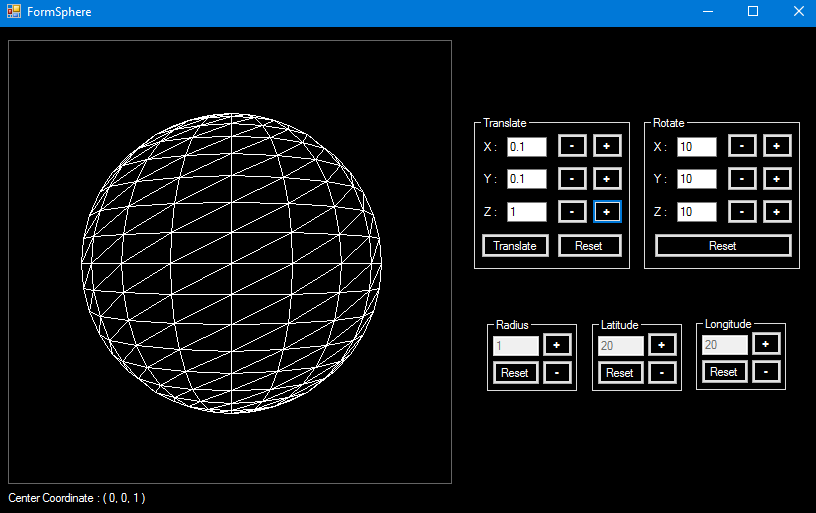 FormSphere
Translate
X : 0.1 - +
Y : 0.1 - +
Z : 1 - +
Translate Reset
Rotate
X : 10 - +
Y : 10 - +
Z : 10 - +
Reset
Radius
1 +
Reset -
Latitude
20 +
Reset -
Longitude
20 +
Reset -
Center Coordinate : ( 0, 0, 1 )